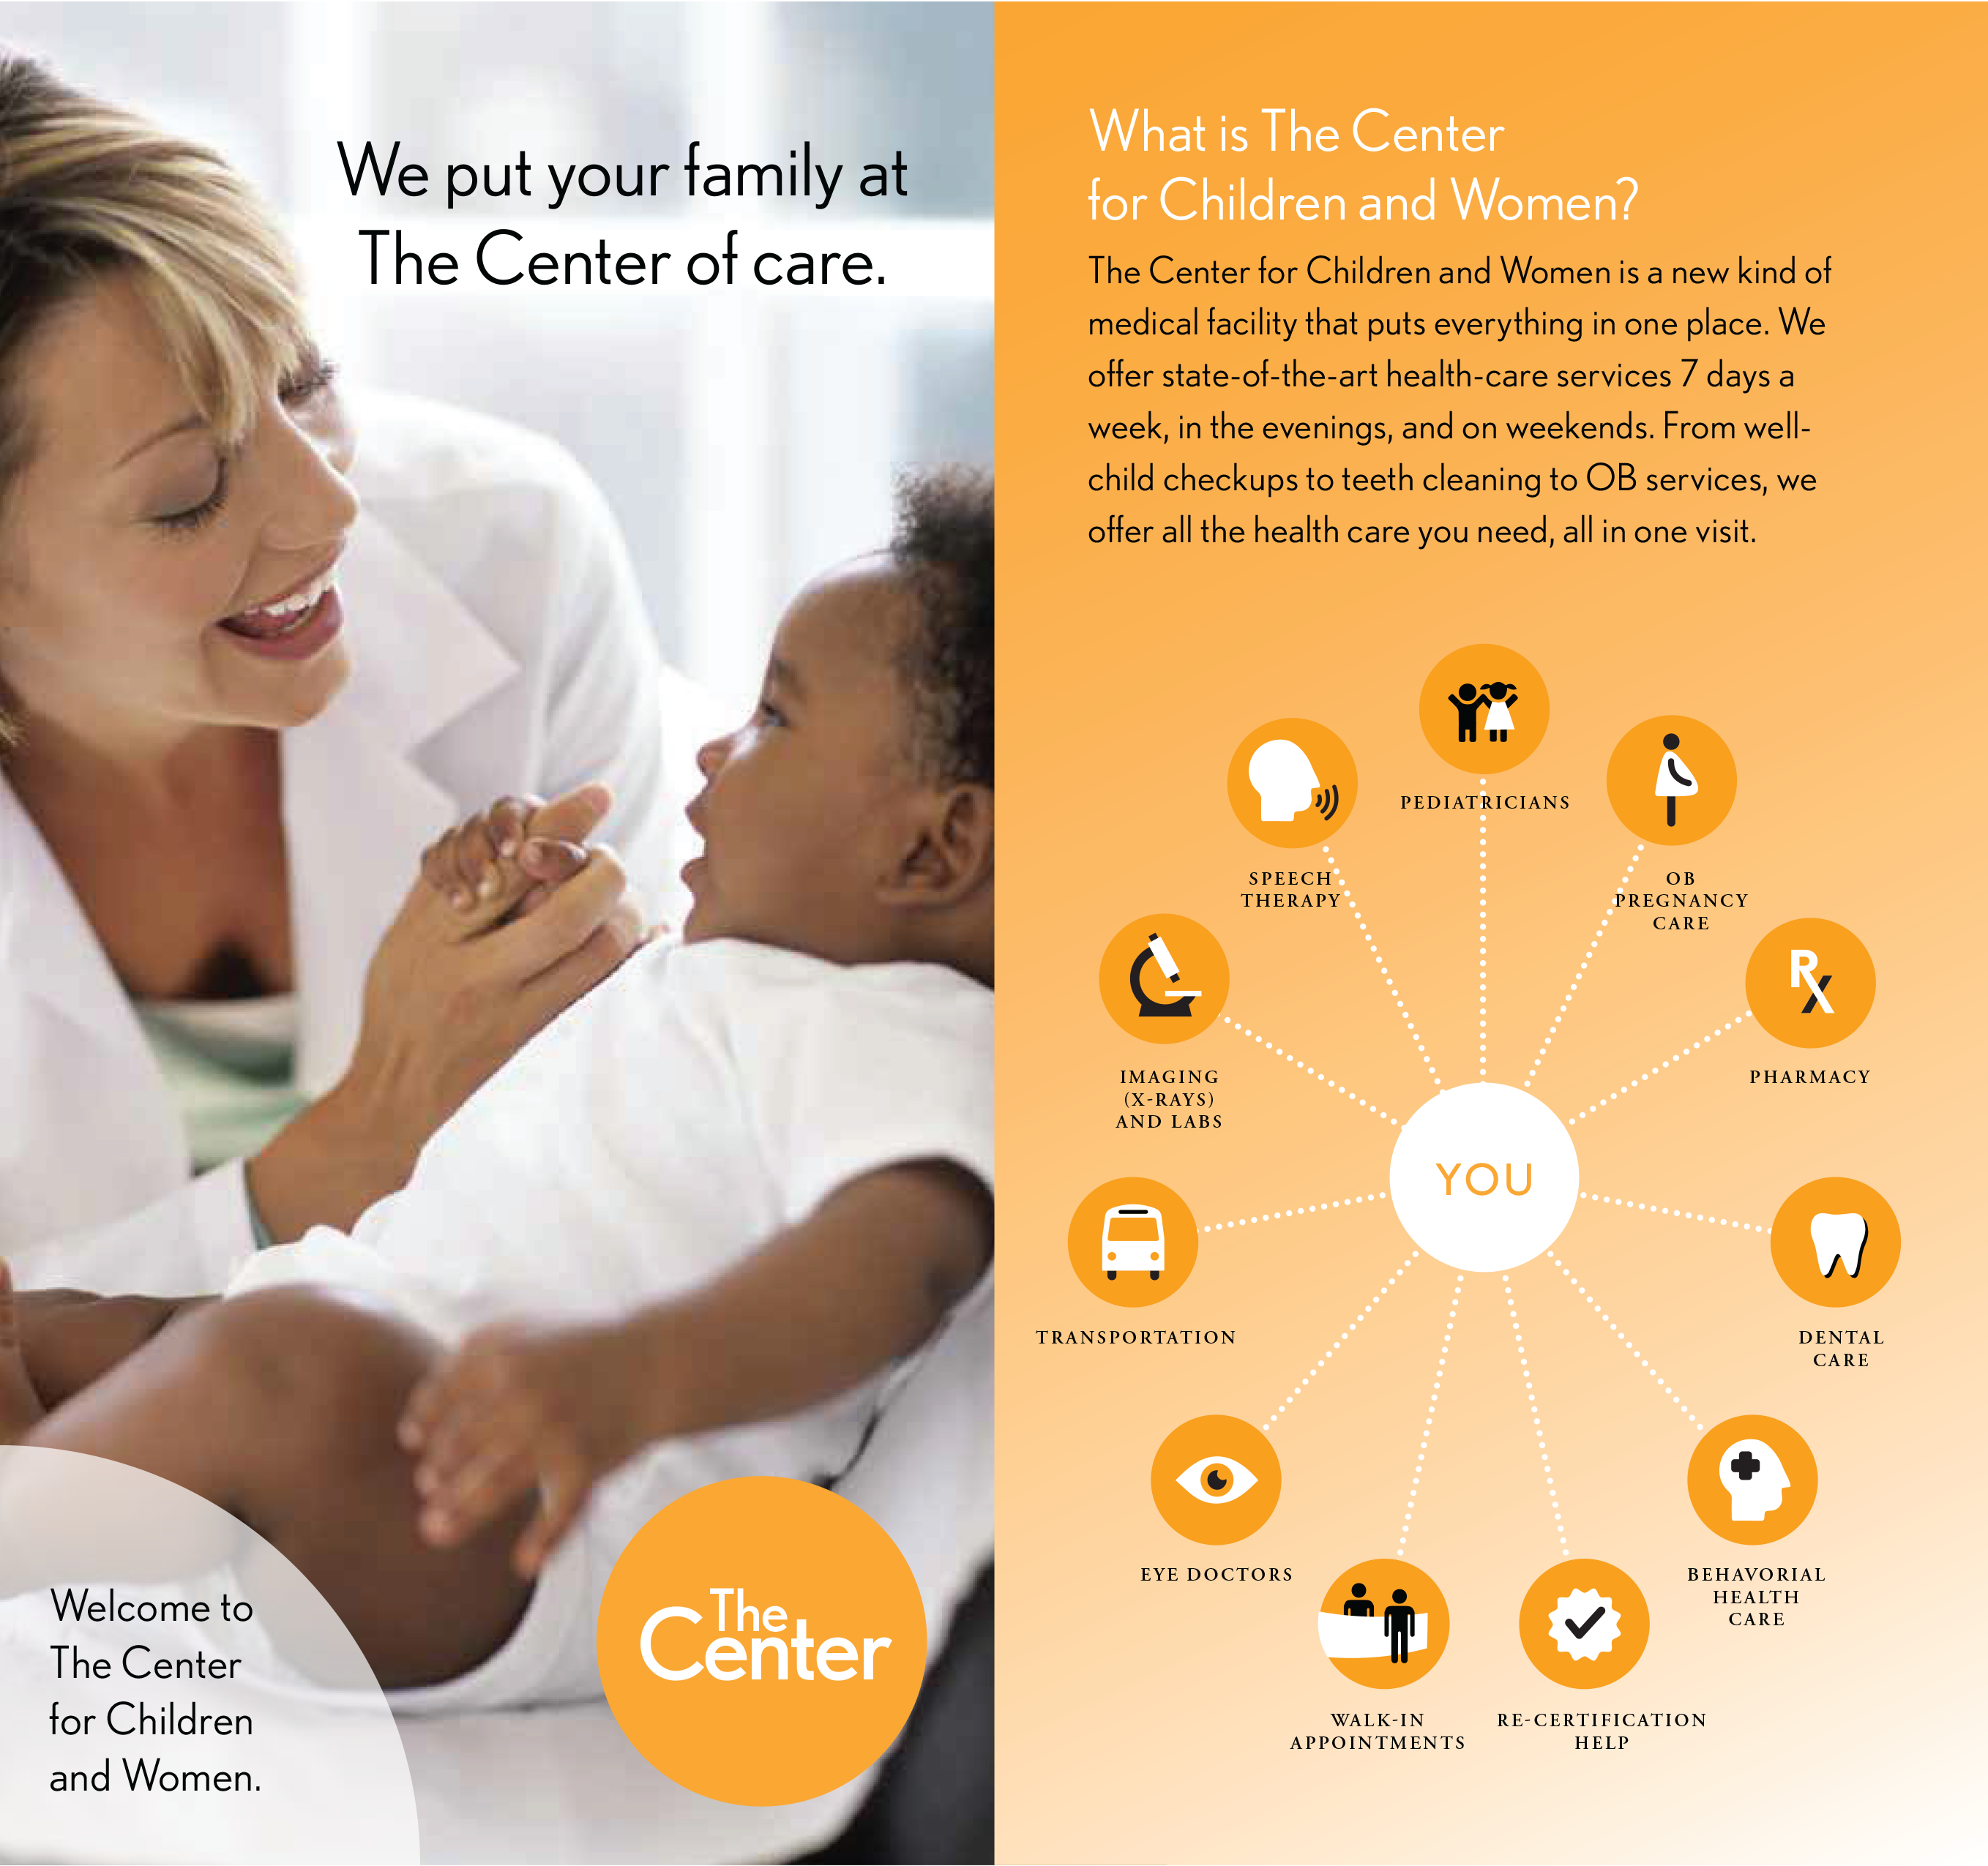 We put your family at
The Center of care.
Welcome to
The Center
for Children
and Women.
The
Center
What is The Center
for Children and Women?
The Center for Children and Women is a new kind of
medical facility that puts everything in one place. We
offer state-of-the-art health-care services 7 days a
week, in the evenings, and on weekends. From well-
child checkups to teeth cleaning to OB services, we
offer all the health care you need, all in one visit.
PEDIATRICIANS
SPEECH
THERAPY
OB
PREGNANCY
CARE
IMAGING
(X-RAYS)
AND LABS
Rx
PHARMACY
YOU
TRANSPORTATION
DENTAL
CARE
EYE DOCTORS
BEHAVORIAL
HEALTH
CARE
WALK-IN
APPOINTMENTS
RE-CERTIFICATION
HELP